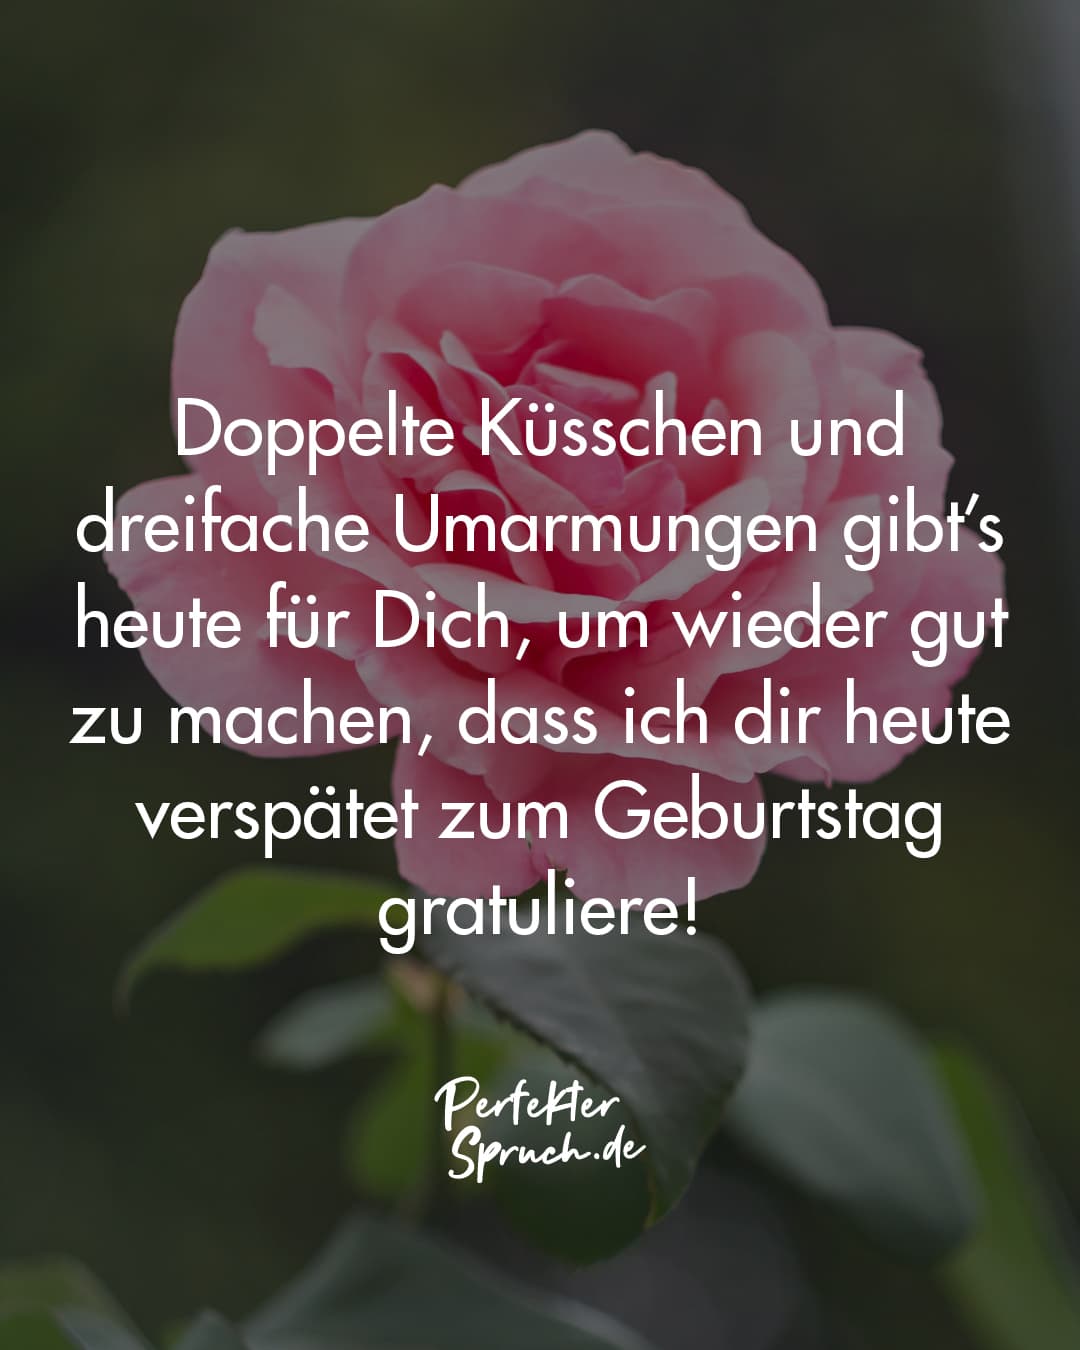 Doppelte Küsschen und
dreifache Umarmungen gibt’s
heute für Dich, um wieder gut
zu machen, dass ich dir heute
verspätet zum Geburtstag
gratuliere!
Perfekter
Spruch.de